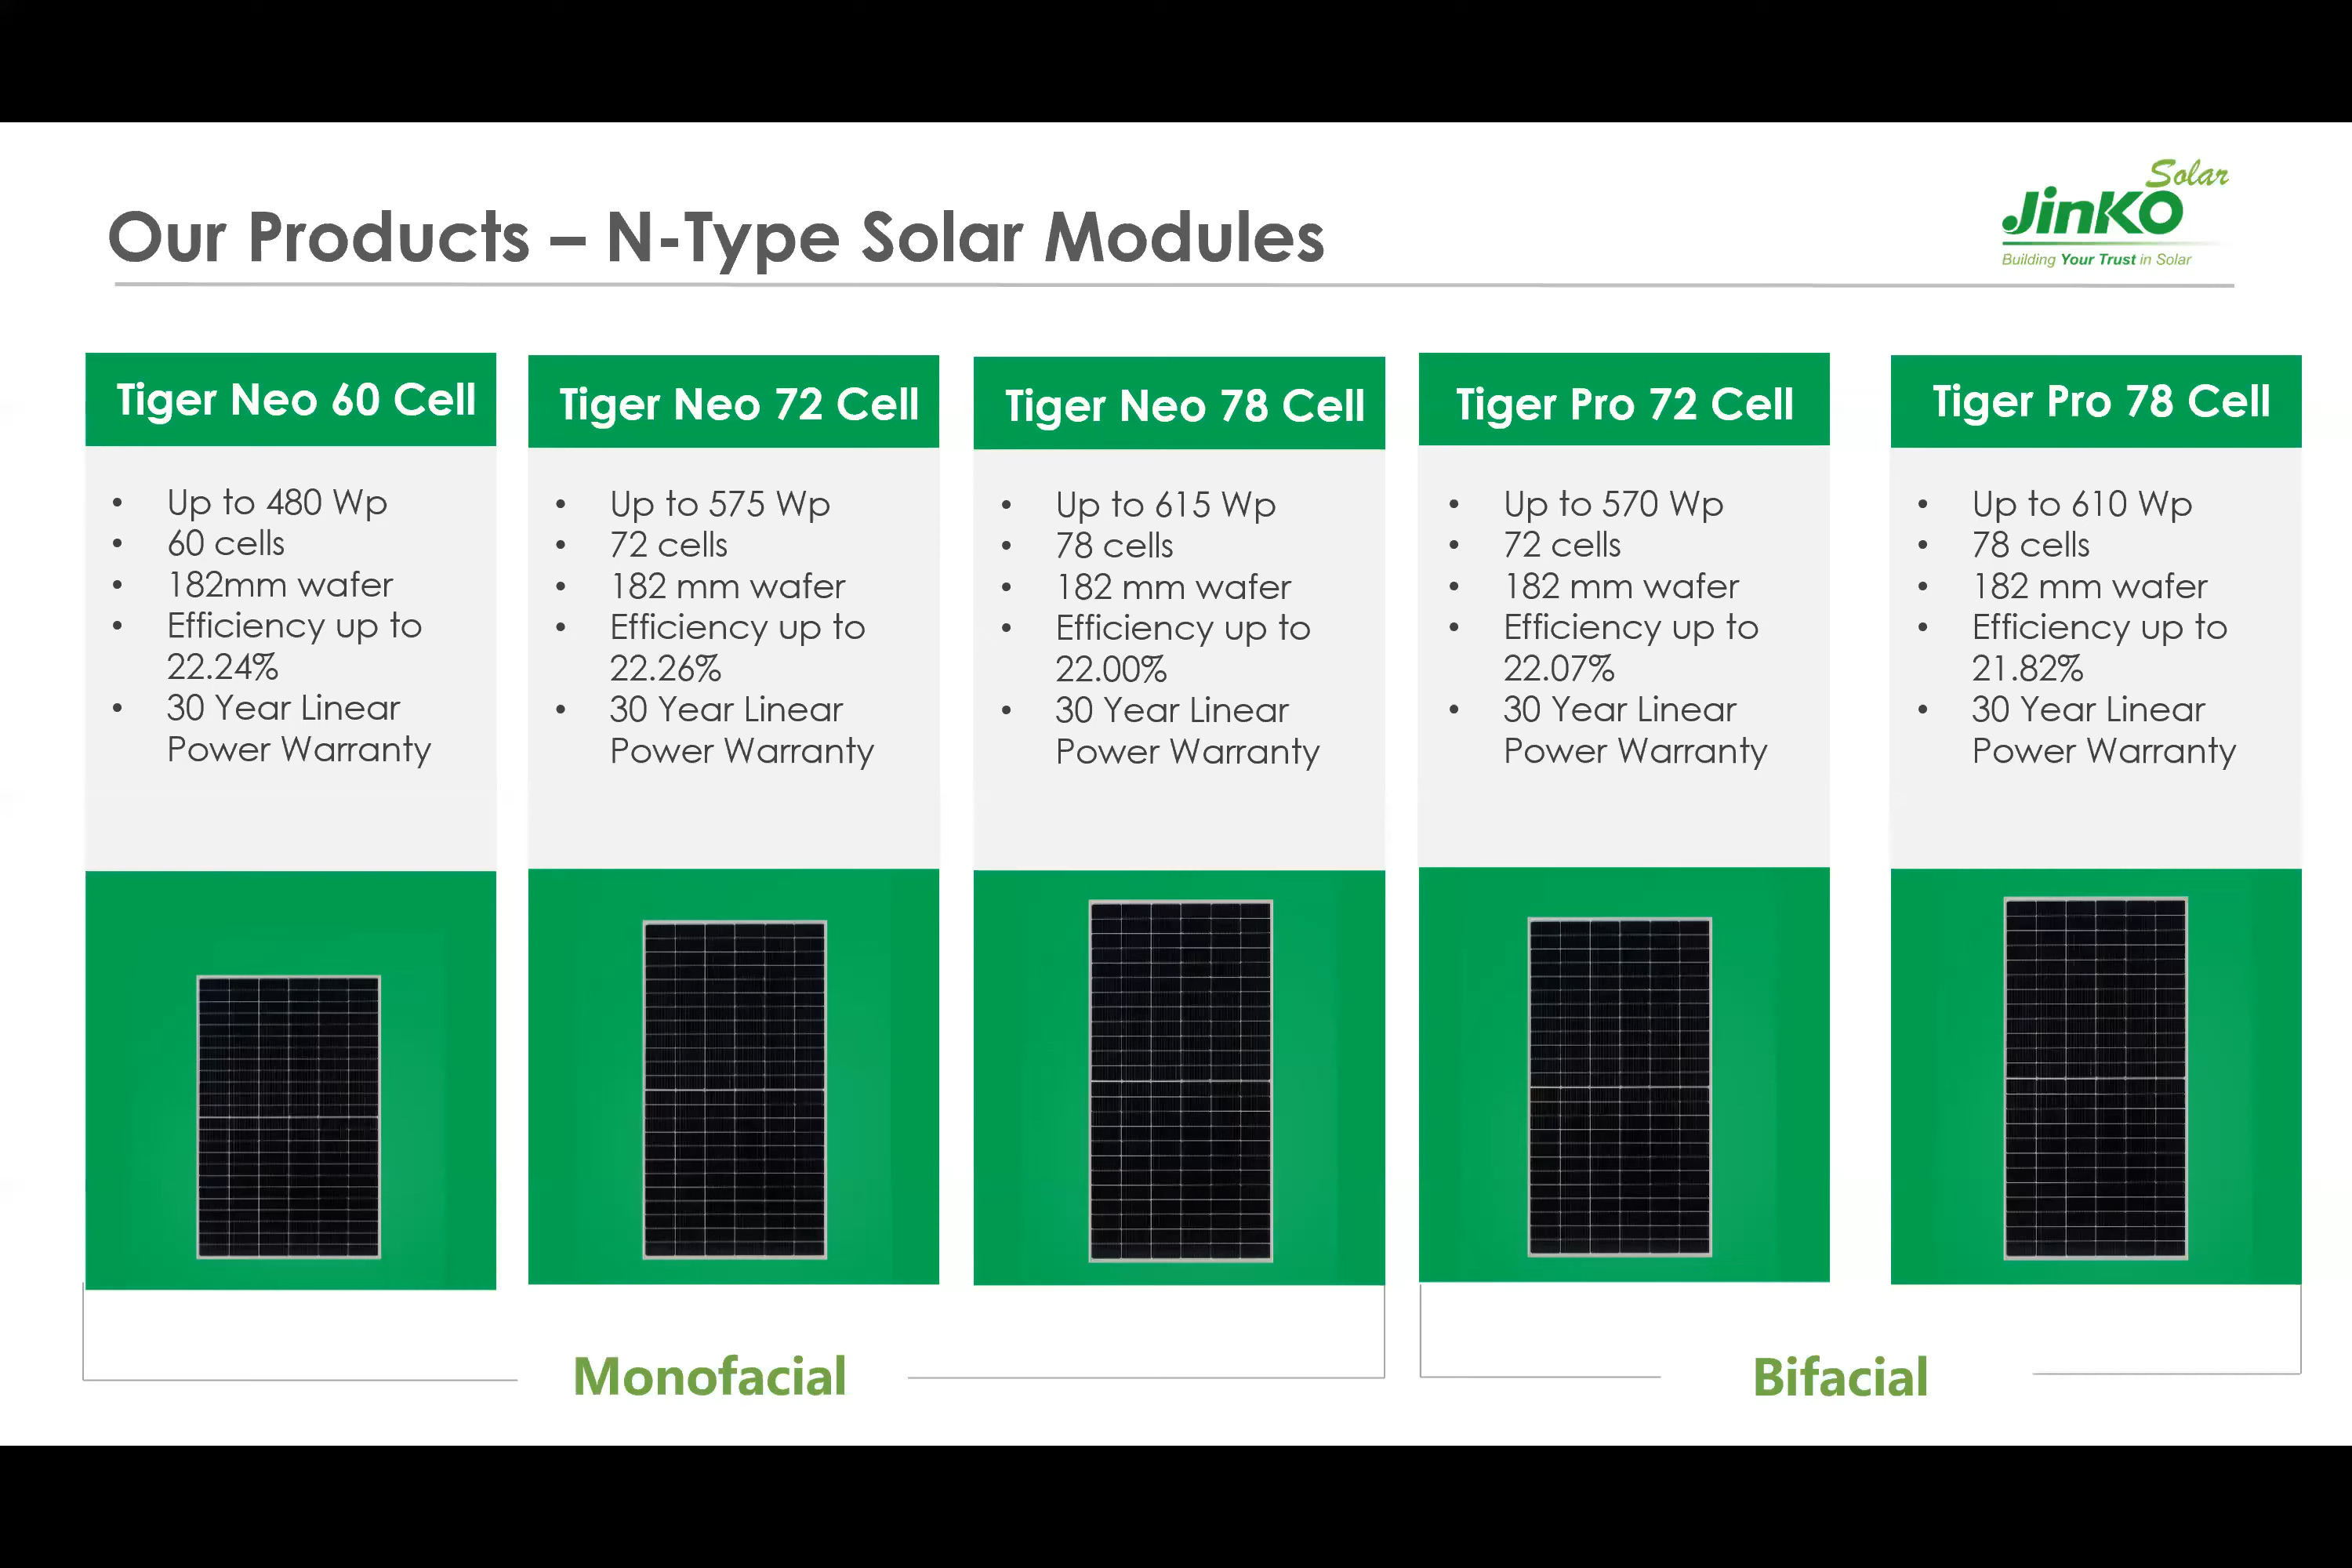 Our Products – N-Type Solar Modules
Solar
JinKO
Building Your Trust in Solar
Tiger Neo 60 Cell
• Up to 480 Wp
• 60 cells
• 182mm wafer
• Efficiency up to
22.24%
• 30 Year Linear
Power Warranty
Tiger Neo 72 Cell
• Up to 575 Wp
• 72 cells
• 182 mm wafer
• Efficiency up to
22.26%
• 30 Year Linear
Power Warranty
Tiger Neo 78 Cell
• Up to 615 Wp
• 78 cells
• 182 mm wafer
• Efficiency up to
22.00%
• 30 Year Linear
Power Warranty
Tiger Pro 72 Cell
• Up to 570 Wp
• 72 cells
• 182 mm wafer
• Efficiency up to
22.07%
• 30 Year Linear
Power Warranty
Tiger Pro 78 Cell
• Up to 610 Wp
• 78 cells
• 182 mm wafer
• Efficiency up to
21.82%
• 30 Year Linear
Power Warranty
Monofacial
Bifacial